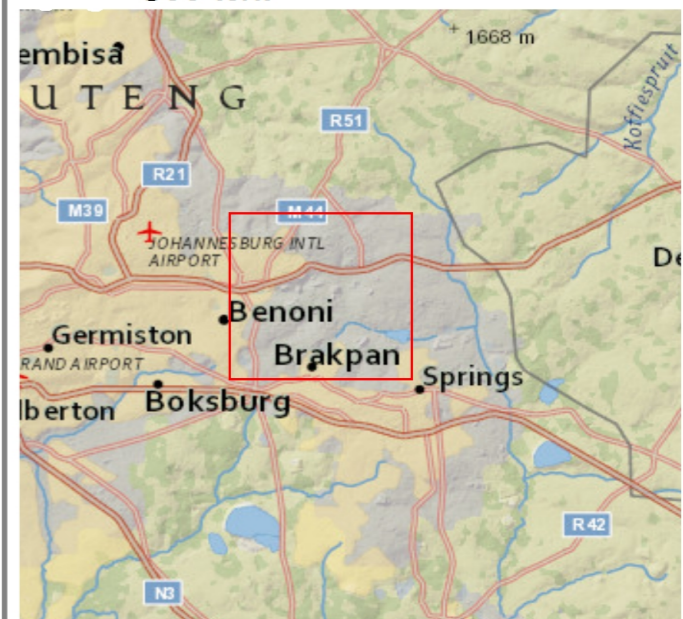 embisa
1668 m
UTENG
Koffiespruit
R51
R21
M39
M44
JOHANNESBURG INTL
AIRPORT
De
Benoni
Germiston
Brakpan
RAND AIRPORT
Springs
lberton
Boksburg
R42
N3